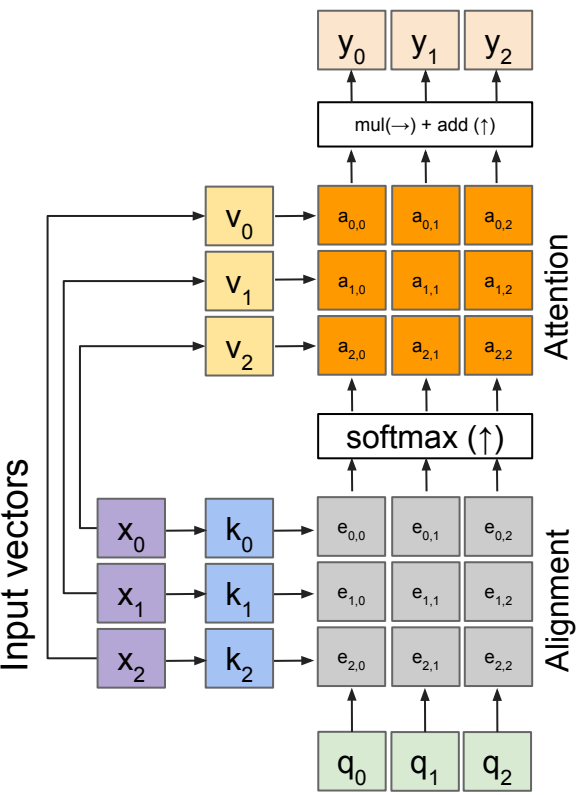 y0 y1 y2
mul(→) + add (↑)
v0 a0,0 a0,1 a0,2
v1 a1,0 a1,1 a1,2
v2 a2,0 a2,1 a2,2
Attention
softmax (↑)
Input vectors
x0 k0 e0,0 e0,1 e0,2
x1 k1 e1,0 e1,1 e1,2
x2 k2 e2,0 e2,1 e2,2
Alignment
q0 q1 q2